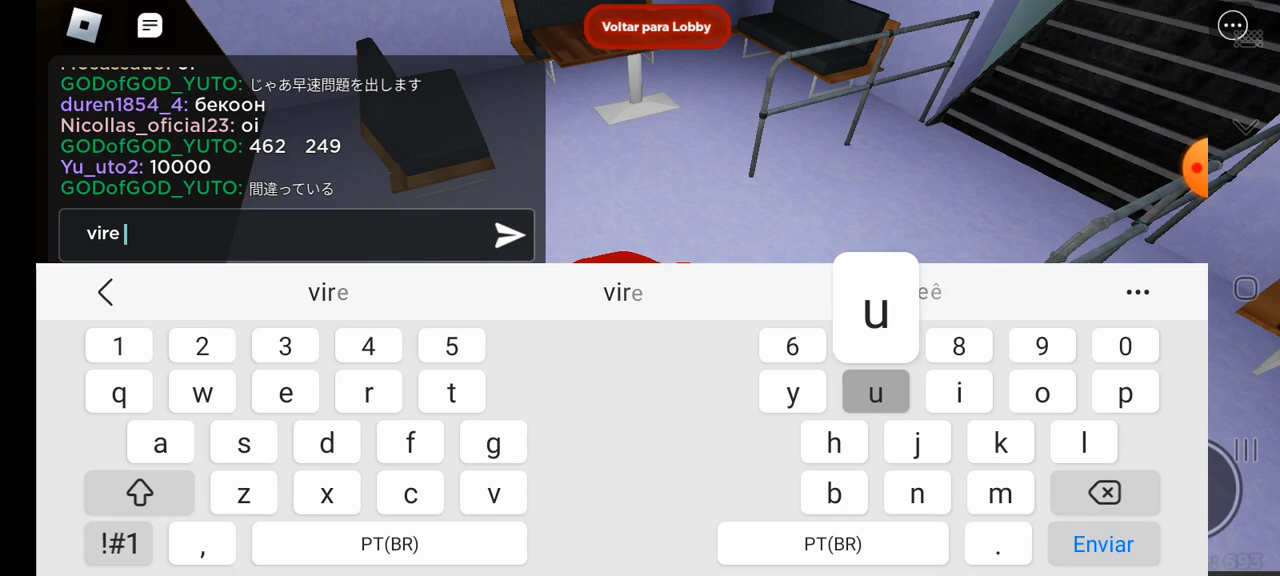 Voltar para Lobby
GODofGOD_YUTO: じゃあ早速問題を出します
duren1854_4: бекоон
Nicollas_oficial23: oi
GODofGOD_YUTO: 462 249
Yu_uto2: 10000
GODofGOD_YUTO: 間違っている
vire
vire vire eê
u
1 2 3 4 5 6 8 9 0
q w e r t y u i o p
a s d f g h j k l
z x c v b n m
!#1 , PT(BR) PT(BR) . Enviar